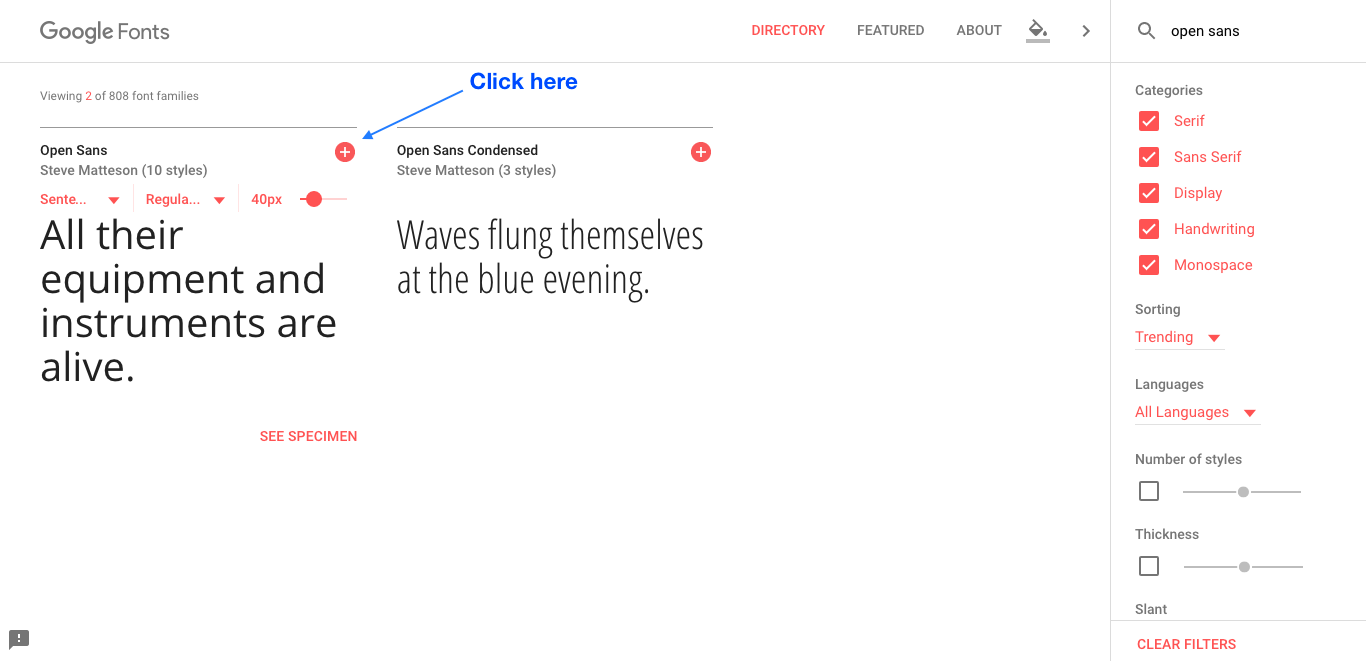 Google Fonts
DIRECTORY
FEATURED
ABOUT
open sans
Click here
Viewing 2 of 808 font families
Open Sans
Steve Matteson (10 styles)
Sente...
Regula...
40px
All their
equipment and
instruments are
alive.
SEE SPECIMEN
Open Sans Condensed
Steve Matteson (3 styles)
Waves flung themselves
at the blue evening.
Categories
Serif
Sans Serif
Display
Handwriting
Monospace
Sorting
Trending
Languages
All Languages
Number of styles
Thickness
Slant
CLEAR FILTERS